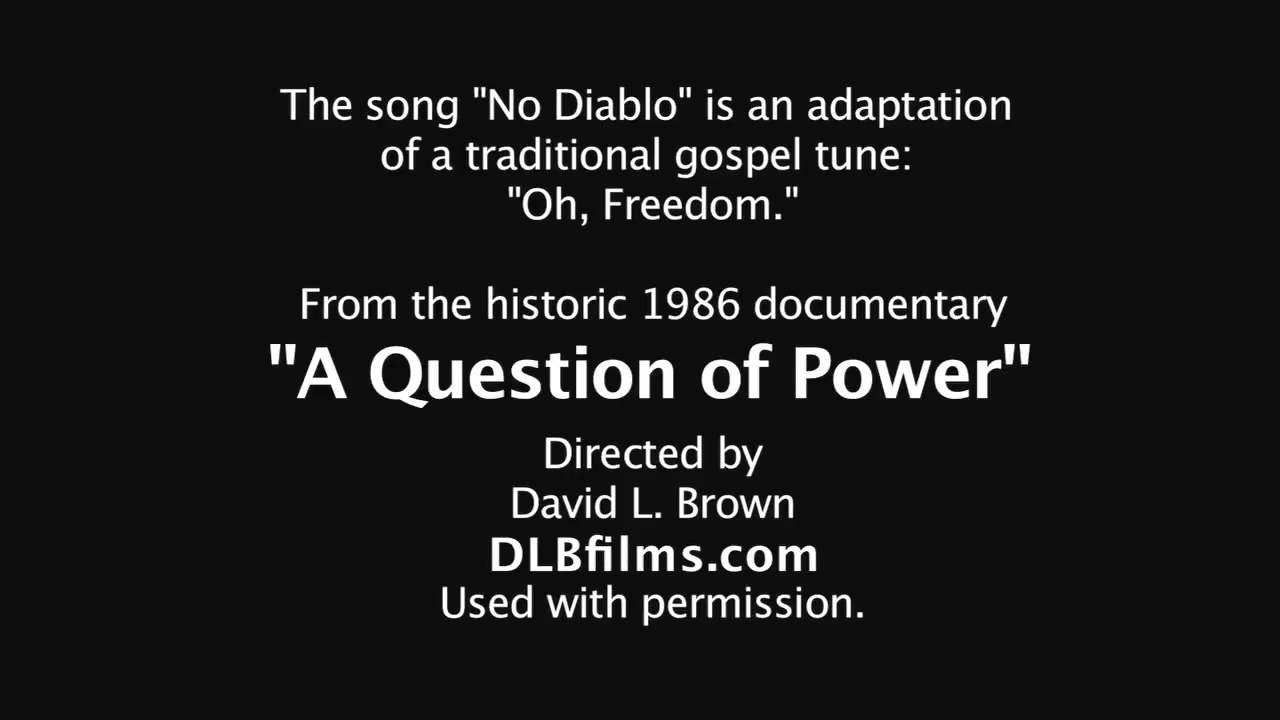 The song "No Diablo" is an adaptation
of a traditional gospel tune:
"Oh, Freedom."
From the historic 1986 documentary
"A Question of Power"
Directed by
David L. Brown
DLBfilms.com
Used with permission.